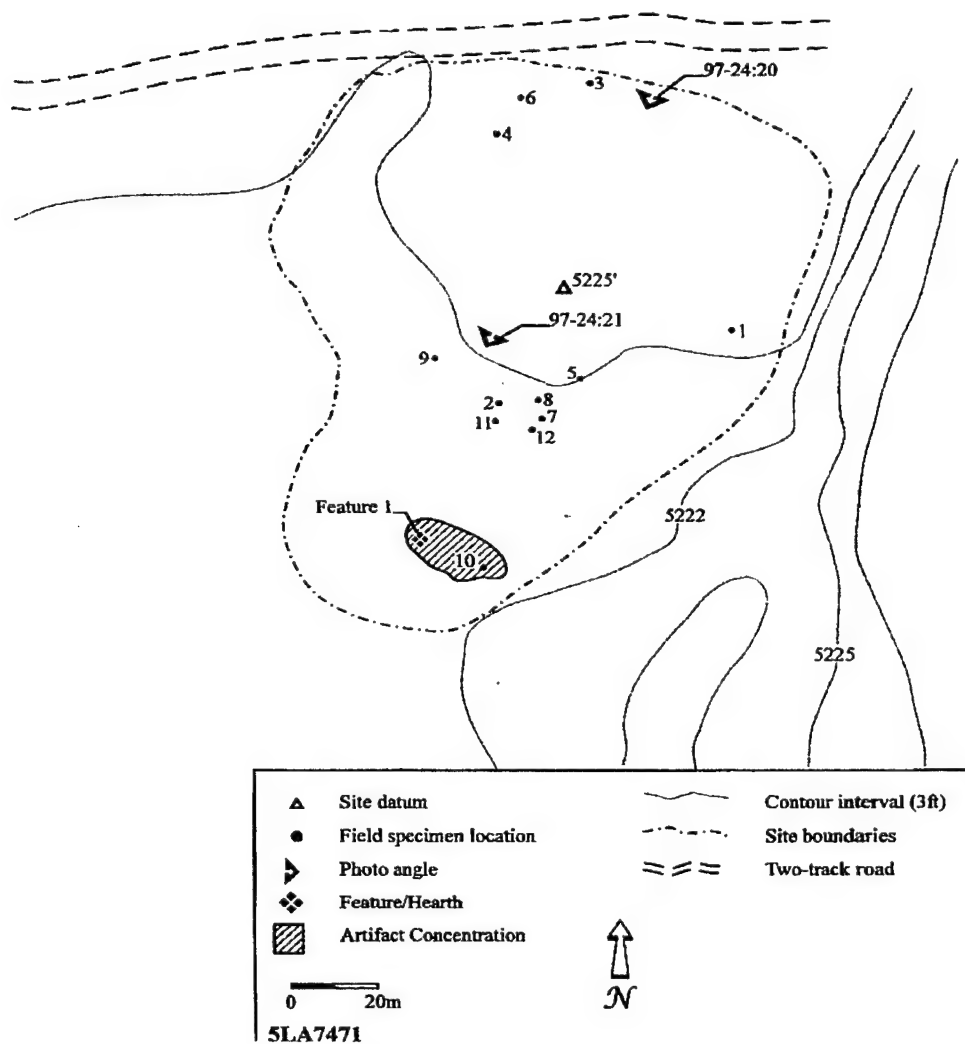 97-24:20
3
6
4
5225'
97-24:21
1
9
5
2
8
11
7
12
Feature 1
10
5222
5225
Site datum
Contour interval (3ft)
Field specimen location
Site boundaries
Photo angle
Two-track road
Feature/Hearth
Artifact Concentration
0 20m
N
5LA7471